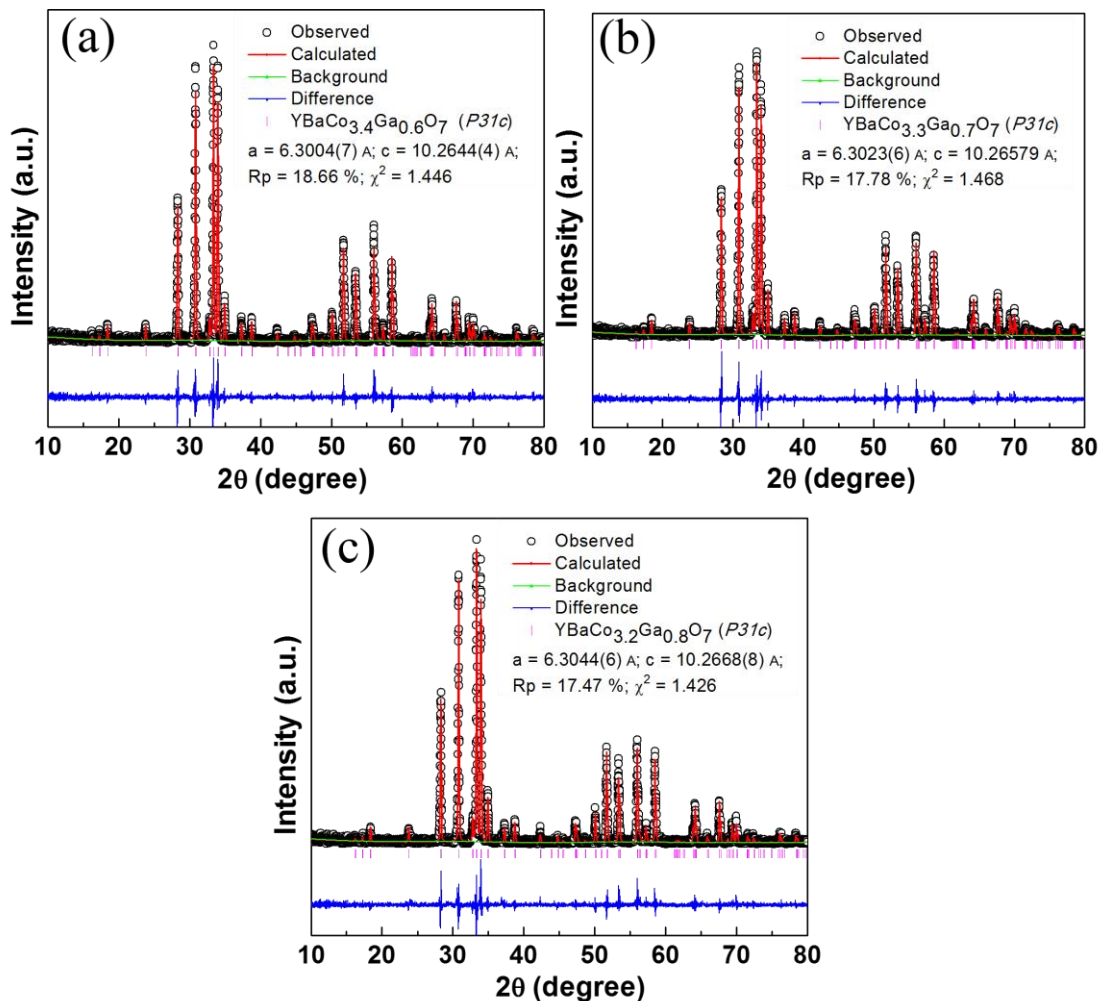 (a)
Observed
Calculated
Background
Difference
YBaCo3.4Ga0.6O7 (P31c)
a = 6.3004(7) A; c = 10.2644(4) A;
Rp = 18.66 %; χ2 = 1.446
Intensity (a.u.)
10 20 30 40 50 60 70 80
2θ (degree)
(b)
Observed
Calculated
Background
Difference
YBaCo3.3Ga0.7O7 (P31c)
a = 6.3023(6) A; c = 10.26579 A;
Rp = 17.78 %; χ2 = 1.468
Intensity (a.u.)
10 20 30 40 50 60 70 80
2θ (degree)
(c)
Observed
Calculated
Background
Difference
YBaCo3.2Ga0.8O7 (P31c)
a = 6.3044(6) A; c = 10.2668(8) A;
Rp = 17.47 %; χ2 = 1.426
Intensity (a.u.)
10 20 30 40 50 60 70 80
2θ (degree)